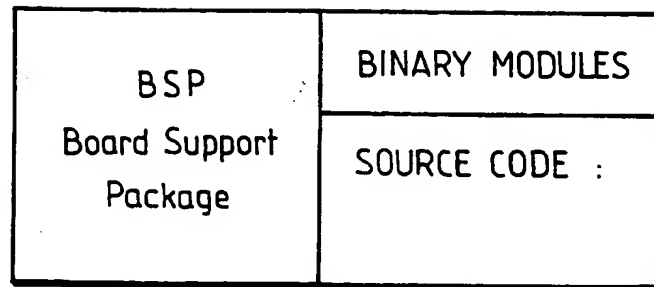 BSP
Board Support
Package
BINARY MODULES
SOURCE CODE :